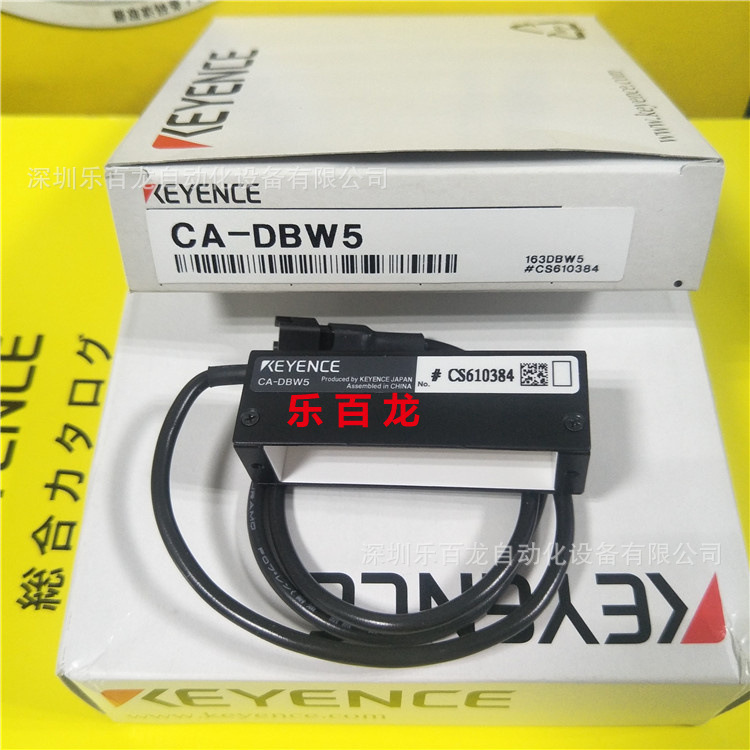 KEYENCE
www.keyence.com
深圳乐百龙自动化设备有限公司
KEYENCE
CA-DBW5
163DBW5
#CS610384
KEYENCE
CA-DBW5
Produced by KEYENCE JAPAN
Assembled in CHINA
No.
# CS610384
乐百龙
総合カタログ
深圳乐百龙自动化设备有限公司
KEYENCE
KEYENCE
www.keyence.com